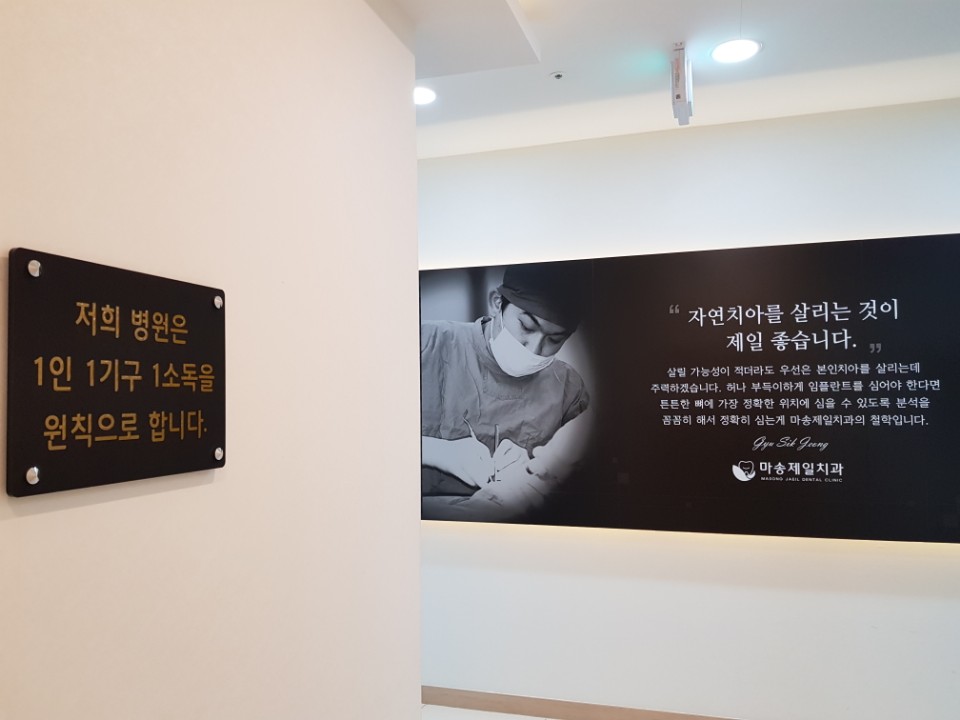 저희 병원은
1인 1기구 1소독을
원칙으로 합니다.
“ 자연치아를 살리는 것이
제일 좋습니다. ”
살릴 가능성이 적더라도 우선은 본인치아를 살리는데
주력하겠습니다. 허나 부득이하게 임플란트를 심어야 한다면
튼튼한 뼈에 가장 정확한 위치에 심을 수 있도록 분석을
꼼꼼히 해서 정확히 심는게 마송제일치과의 철학입니다.
Gyu Sik Jeong
마송제일치과
MASONG JAEIL DENTAL CLINIC